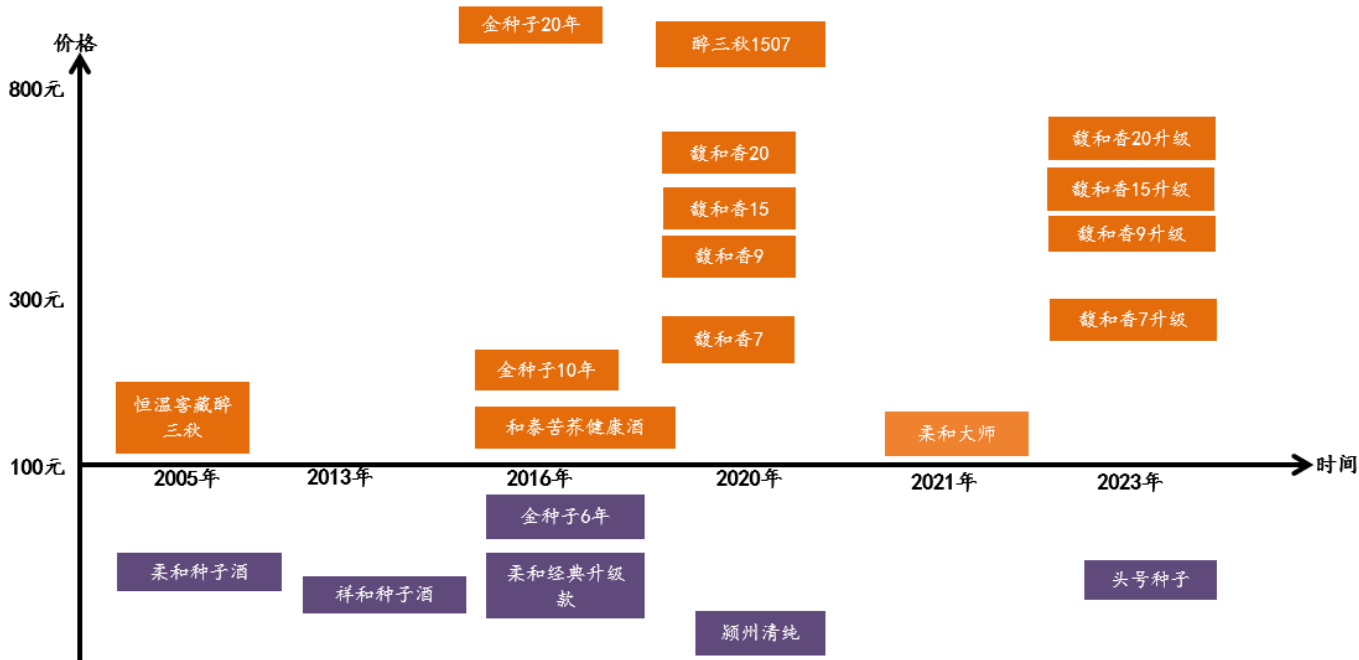 金种子20年
醉三秋1507
价格
800元
馥和香20
馥和香20升级
馥和香15
馥和香15升级
馥和香9
馥和香9升级
300元
馥和香7
馥和香7升级
金种子10年
恒温窖藏醉
三秋
和泰苦荞健康酒
柔和大师
100元
时间
2005年
2013年
2016年
2020年
2021年
2023年
金种子6年
柔和种子酒
祥和种子酒
柔和经典升级
款
头号种子
颍州清纯